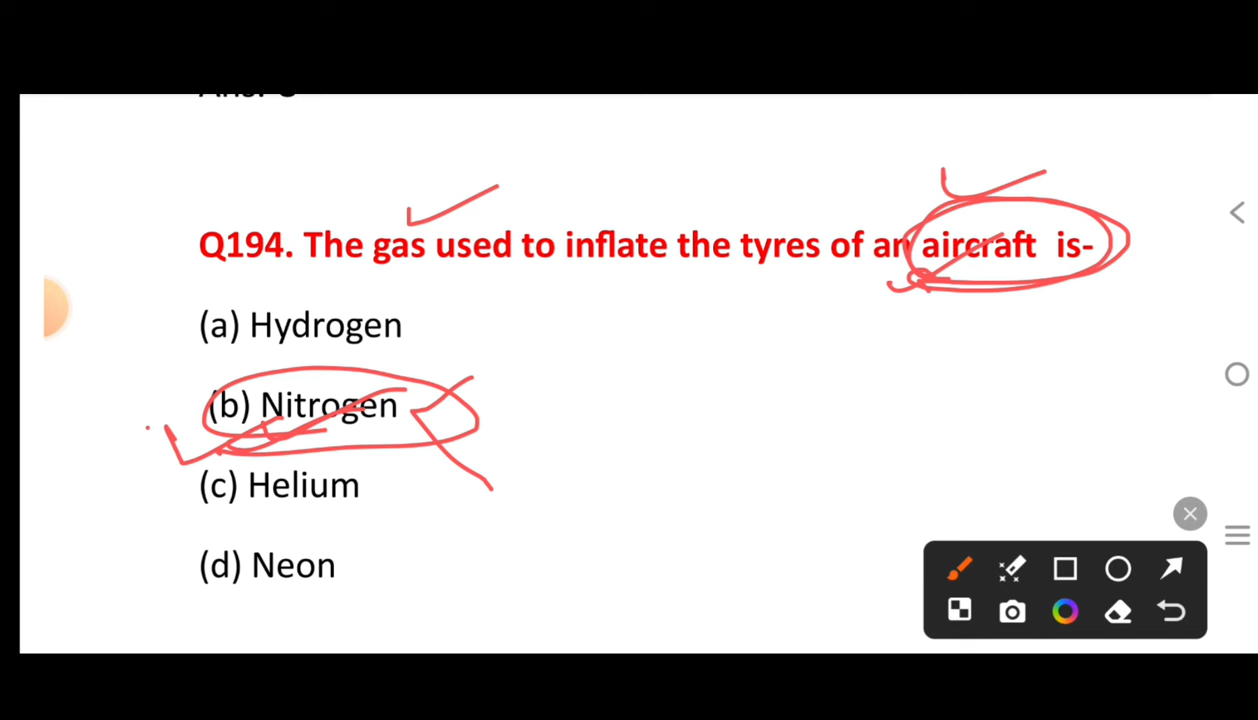 Q194. The gas used to inflate the tyres of an aircraft is-
(a) Hydrogen
(b) Nitrogen
(c) Helium
(d) Neon